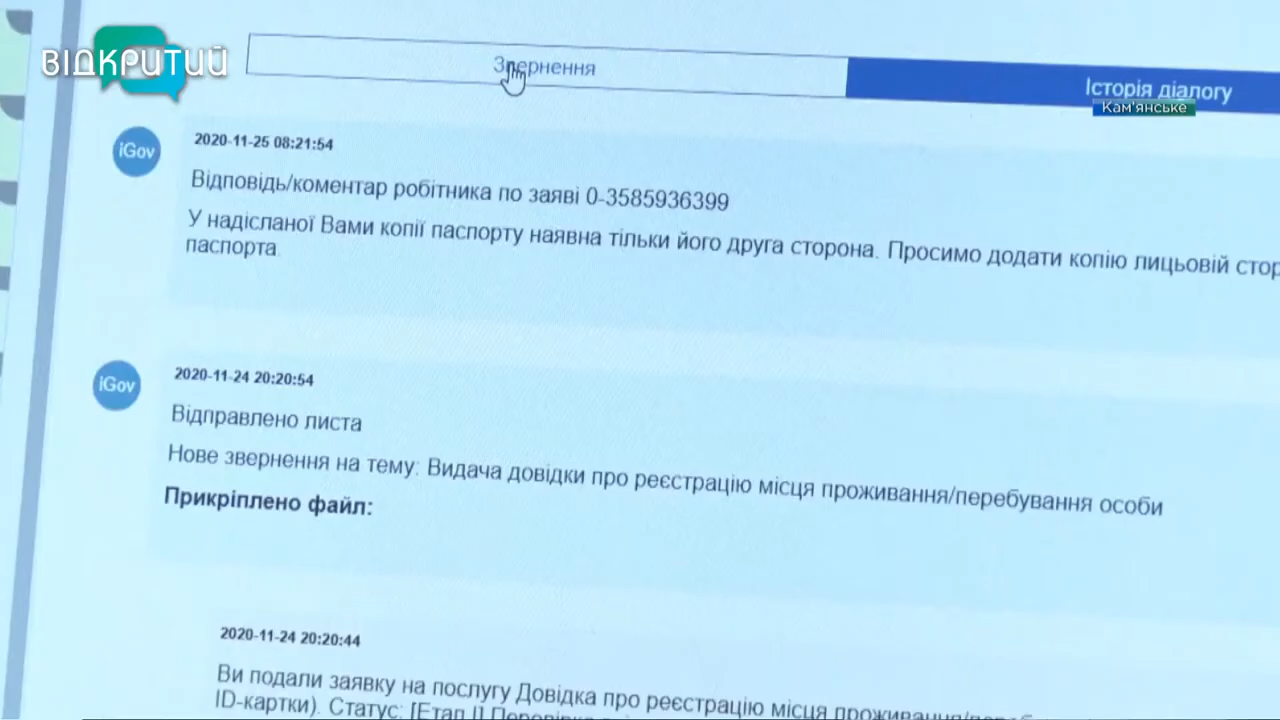 ВІДКРИТИЙ
Звернення
Історія діалогу
Кам'янське
iGov
2020-11-25 08:21:54
Відповідь/коментар робітника по заяві 0-3585936399
У надісланої Вами копії паспорту наявна тільки його друга сторона. Просимо додати копію лицьовій
паспорта.
iGov
2020-11-24 20:20:54
Відправлено листа
Нове звернення на тему: Видача довідки про реєстрацію місця проживання/перебування особи
Прикріплено файл:
2020-11-24 20:20:44
Ви подали заявку на послугу Довідка про реєстрацію місця
ID-картки). Статус: [Етап I]